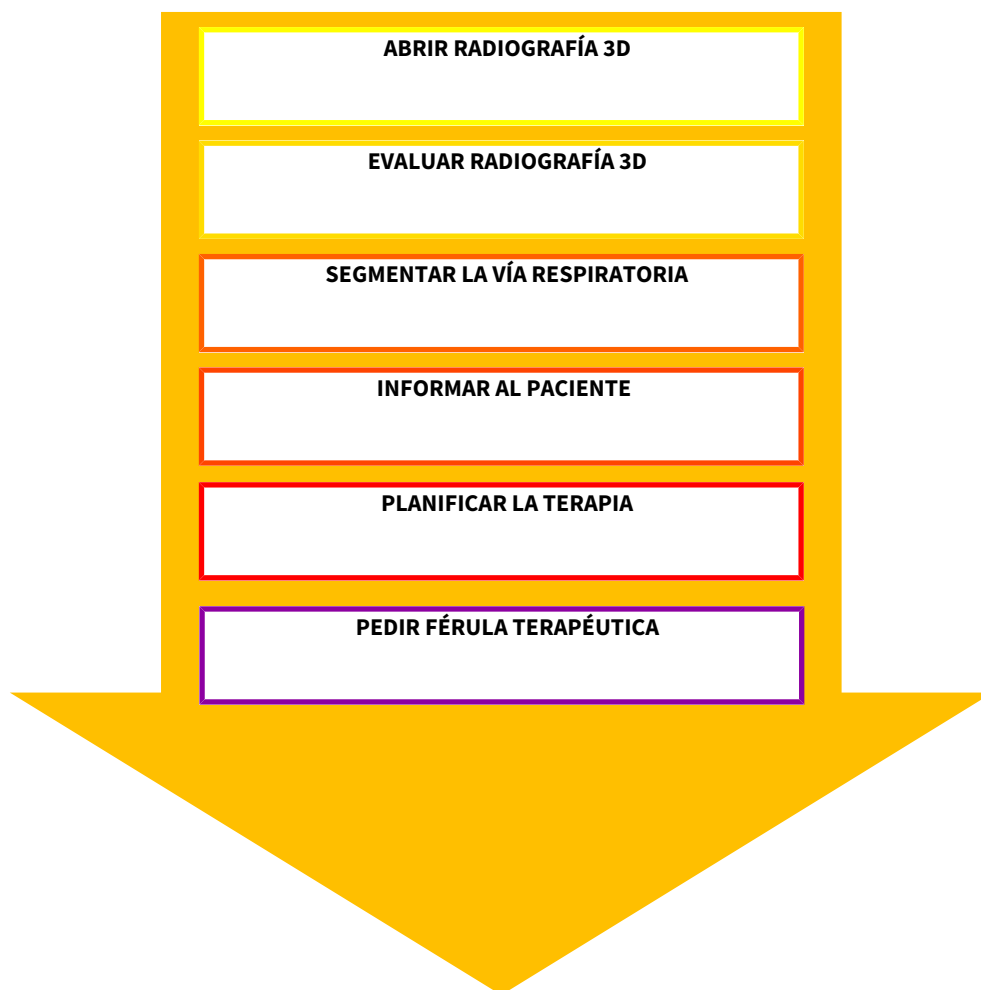 ABRIR RADIOGRAFÍA 3D
EVALUAR RADIOGRAFÍA 3D
SEGMENTAR LA VÍA RESPIRATORIA
INFORMAR AL PACIENTE
PLANIFICAR LA TERAPIA
PEDIR FÉRULA TERAPÉUTICA